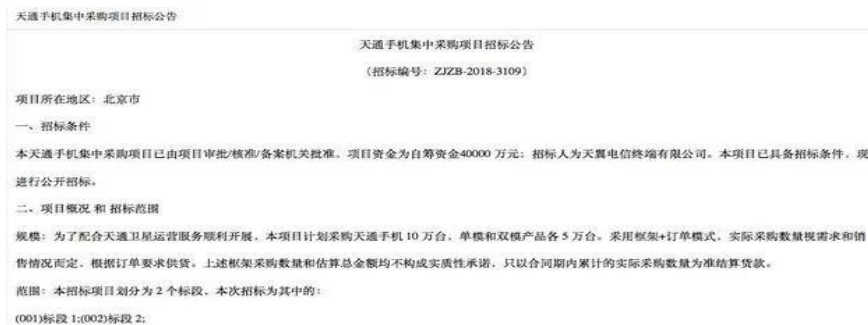 天通手机集中采购项目招标公告
天通手机集中采购项目招标公告
（招标编号：ZJZB-2018-3109）
项目所在地区：北京市
一、招标条件
本天通手机集中采购项目已由项目审批/核准/备案机关批准，项目资金为自筹资金40000 万元；招标人为天翼电信终端有限公司。本项目已具备招标条件，现
进行公开招标。
二、项目概况 和 招标范围
规模：为了配合天通卫星运营服务顺利开展，本项目计划采购天通手机 10 万台，单模和双模产品各 5 万台。采用框架+订单模式，实际采购数量视需求和销
售情况而定，根据订单要求供货。上述框架采购数量和估算总金额均不构成实质性承诺，只以合同期内累计的实际采购数量为准结算货款。
范围：本招标项目划分为 2 个标段，本次招标为其中的：
(001)标段 1;(002)标段 2;